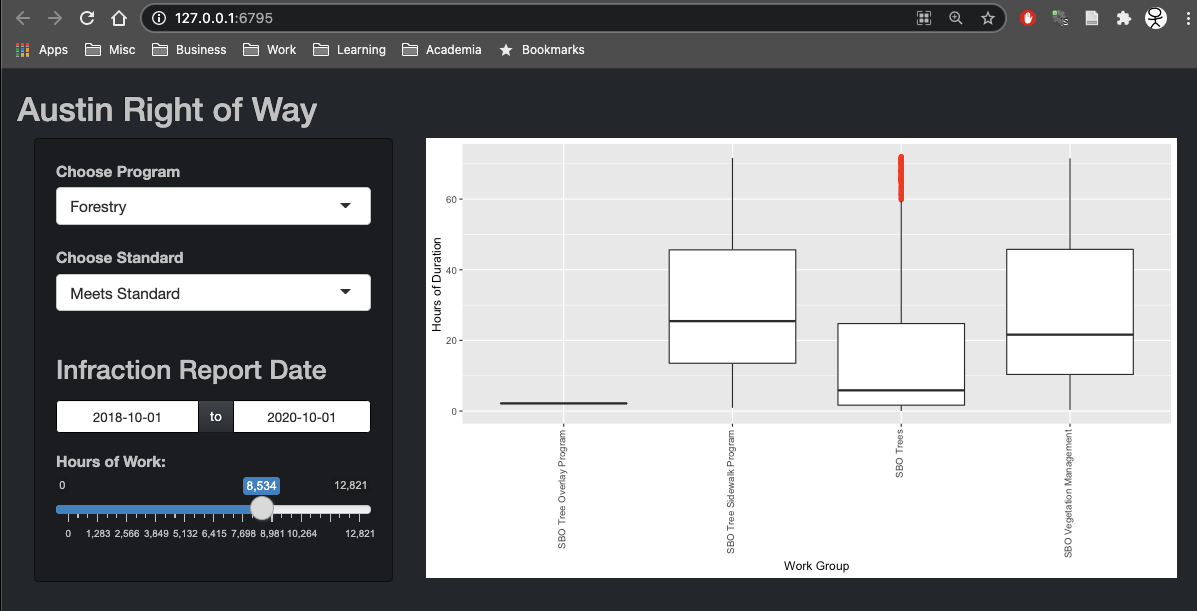 127.0.0.1:6795
Apps Misc Business Work Learning Academia Bookmarks
Austin Right of Way
Choose Program
Forestry
Choose Standard
Meets Standard
Infraction Report Date
2018-10-01 to 2020-10-01
Hours of Work:
0 8,534 12,821
0 1,283 2,566 3,849 5,132 6,415 7,698 8,981 10,264 12,821
Hours of Duration
60
40
20
0
SBO Tree Overlay Program
SBO Tree Sidewalk Program
SBO Trees
SBO Vegetation Management
Work Group